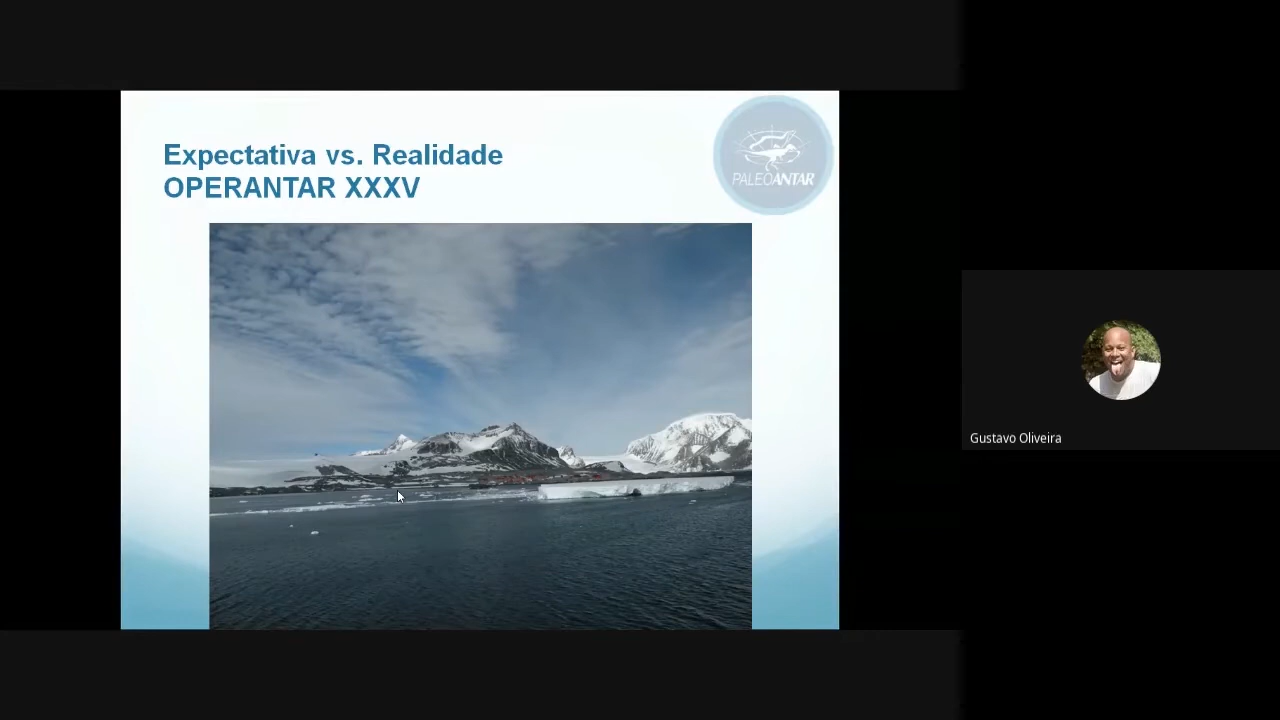 Expectativa vs. Realidade
OPERANTAR XXXV
PALEOANTAR
Gustavo Oliveira